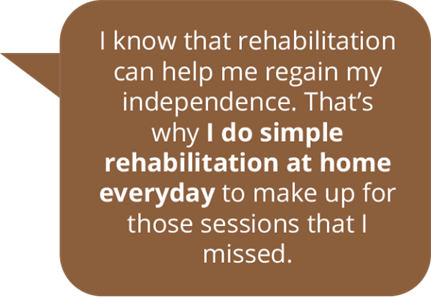 I know that rehabilitation
can help me regain my
independence. That’s
why I do simple
rehabilitation at home
everyday to make up for
those sessions that I
missed.